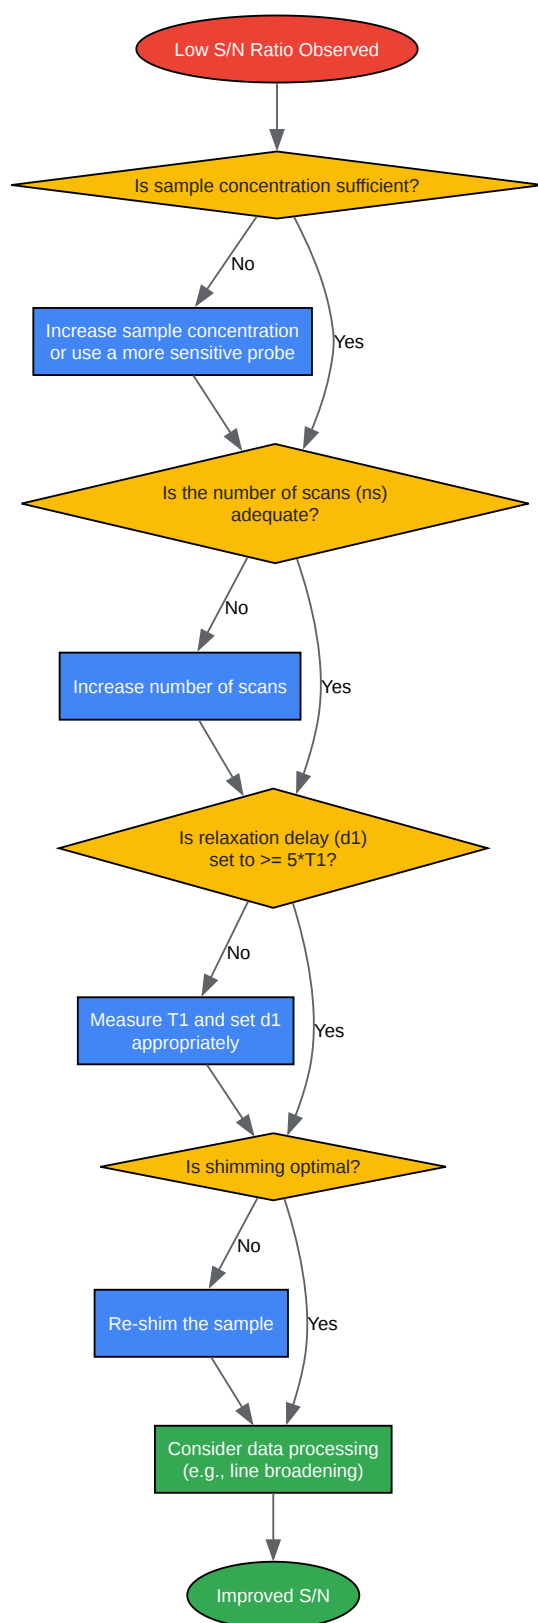 Low S/N Ratio Observed
Is sample concentration sufficient?
No
Increase sample concentration
or use a more sensitive probe
Yes
Is the number of scans (ns)
adequate?
No
Increase number of scans
Yes
Is relaxation delay (d1)
set to >= 5*T1?
No
Measure T1 and set d1
appropriately
Yes
Is shimming optimal?
No
Re-shim the sample
Yes
Consider data processing
(e.g., line broadening)
Improved S/N